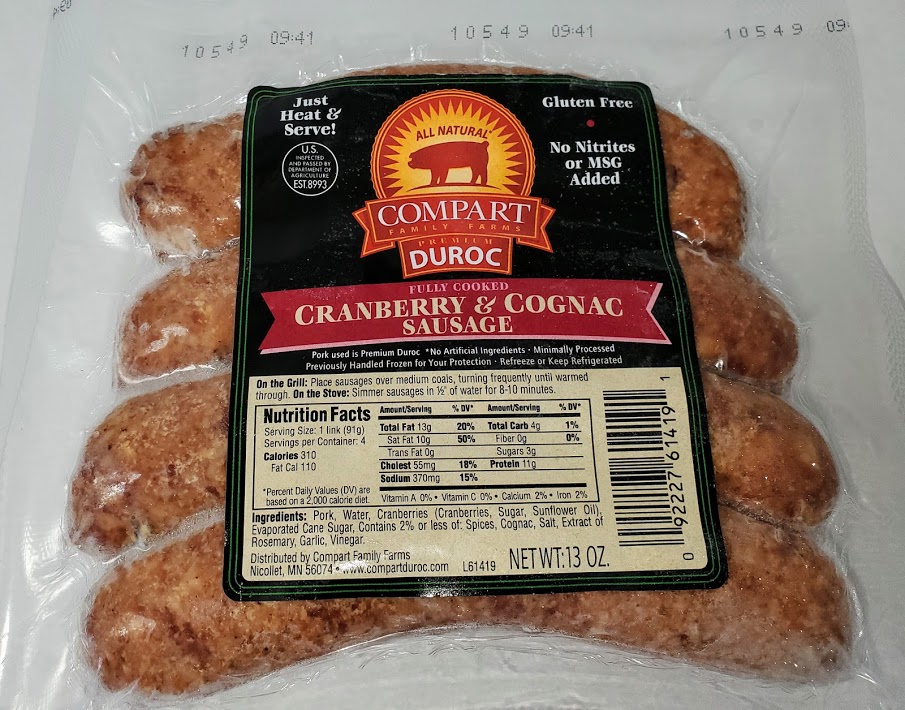 10549 09:41
10549 09:41
10549 09:
Just
Heat &
Serve!
U.S.
INSPECTED
AND PASSED BY
DEPARTMENT OF
AGRICULTURE
EST.8993
ALL NATURAL
COMPART
FAMILY FARMS
PREMIUM
DUROC
Gluten Free
•
No Nitrites
or MSG
Added
FULLY COOKED
CRANBERRY & COGNAC
SAUSAGE
Pork used is Premium Duroc *No Artificial Ingredients · Minimally Processed
Previously Handled Frozen for Your Protection · Refreeze or Keep Refrigerated
On the Grill: Place sausages over medium coals, turning frequently until warmed
through. On the Stove: Simmer sausages in ½" of water for 8-10 minutes.
Nutrition Facts
Serving Size: 1 link (91g)
Servings per Container: 4
Calories 310
Fat Cal 110
*Percent Daily Values (DV) are
based on a 2,000 calorie diet.
Amount/Serving % DV* Amount/Serving % DV*
Total Fat 13g 20% Total Carb 4g 1%
Sat Fat 10g 50% Fiber 0g 0%
Trans Fat 0g Sugars 3g
Cholest 55mg 18% Protein 11g
Sodium 370mg 15%
Vitamin A 0% • Vitamin C 0% • Calcium 2% • Iron 2%
Ingredients: Pork, Water, Cranberries (Cranberries, Sugar, Sunflower Oil),
Evaporated Cane Sugar, Contains 2% or less of: Spices, Cognac, Salt, Extract of
Rosemary, Garlic, Vinegar.
Distributed by Compart Family Farms
Nicollet, MN 56074 • www.compartduroc.com L61419 NET WT: 13 OZ.
0 92227 61419 1